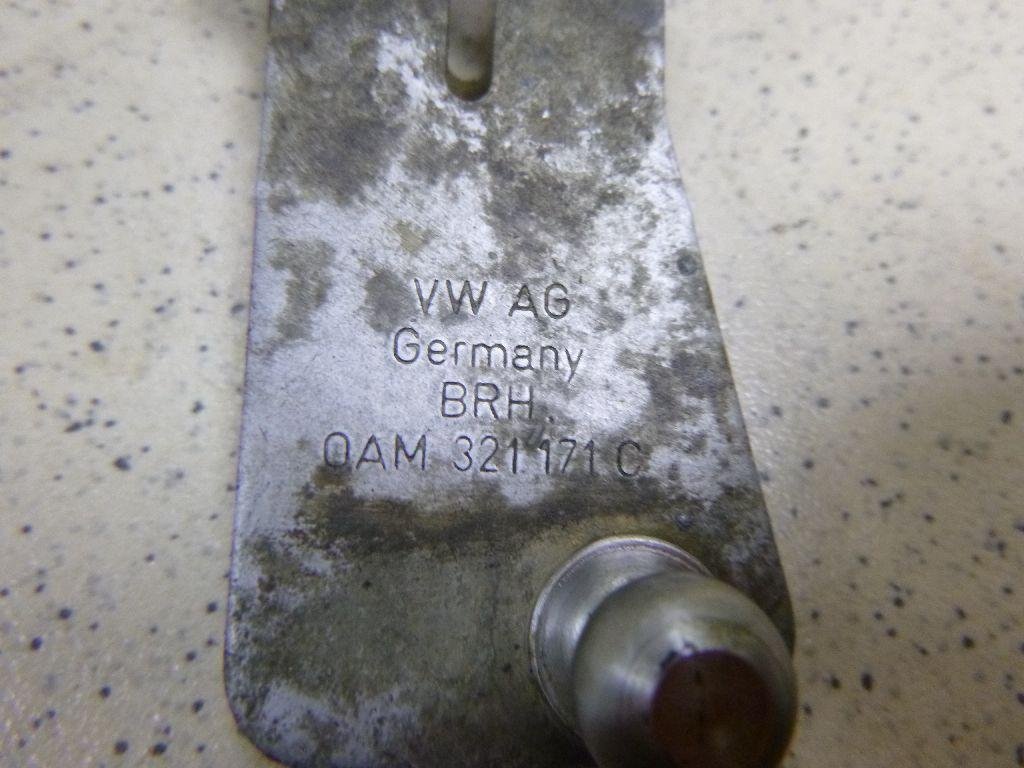 VW AG
Germany
BRH
0AM 321 171 C